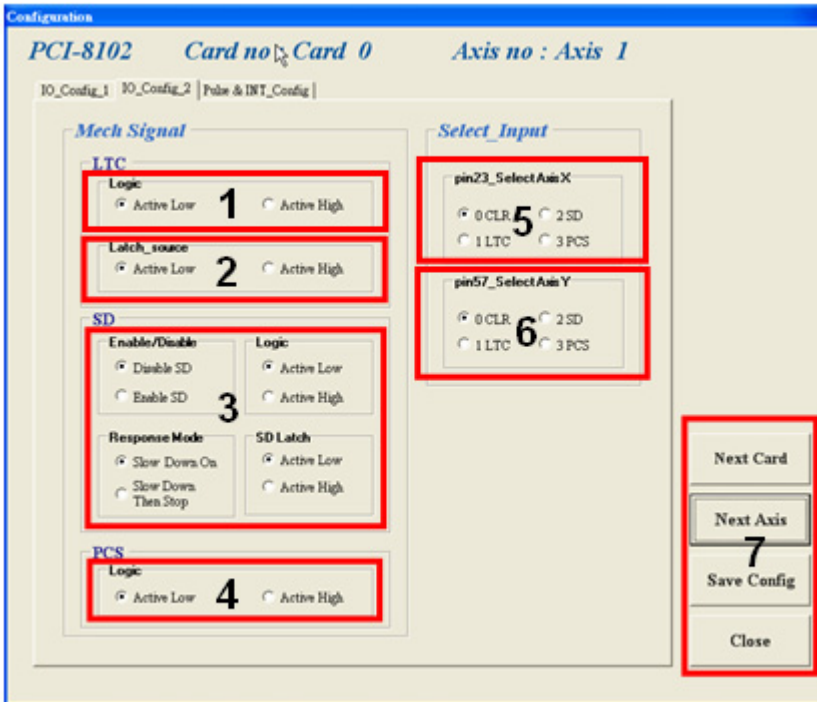 Configuration
PCI-8102 Card no Card 0 Axis no : Axis 1
IO_Config_1 IO_Config_2 Pulse & INT_Config
Mech Signal
LTC
Logic
Active Low 1 Active High
Latch_source
Active Low 2 Active High
SD
Enable/Disable
Disable SD
Enable SD
Logic
Active Low
Active High
3
Response Mode
Slow Down On
Slow Down
Then Stop
SD Latch
Active Low
Active High
PCS
Logic
Active Low 4 Active High
Select_Input
pin23_SelectAxisX
0 CLR 2 SD
5
1 LTC 3 PCS
pin57_SelectAxisY
0 CLR 2 SD
6
1 LTC 3 PCS
Next Card
Next Axis
7
Save Config
Close